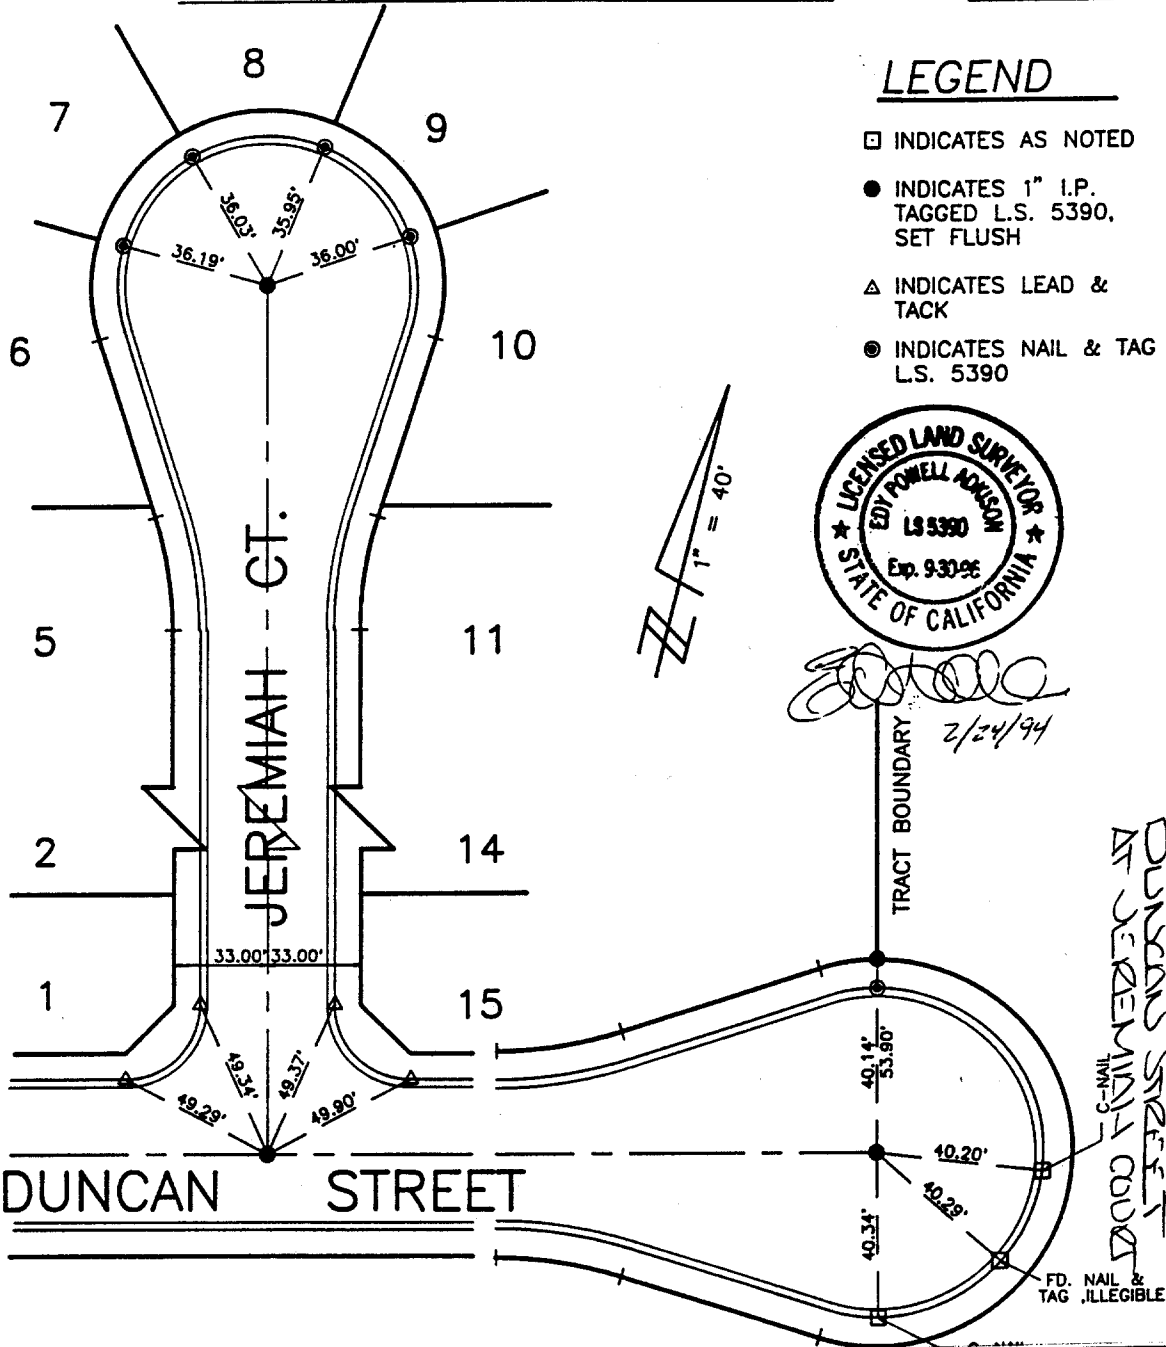 LEGEND
INDICATES AS NOTED
INDICATES 1" I.P.
TAGGED L.S. 5390,
SET FLUSH
INDICATES LEAD &
TACK
INDICATES NAIL & TAG
L.S. 5390
8
7
9
36.03'
35.95'
36.19'
36.00'
6
10
JEREMIAH CT.
5
11
2
14
33.00' 33.00'
1
15
49.34'
49.37'
49.29'
49.90'
DUNCAN STREET
1" = 40'
N
LICENSED LAND SURVEYOR
EDY POWELL ADKISON
LS 5390
Exp. 9-30-96
STATE OF CALIFORNIA
2/24/94
TRACT BOUNDARY
40.14'
53.90'
40.20'
40.29'
40.34'
C-NAIL
FD. NAIL &
TAG ,ILLEGIBLE
DUNCAN STREET
AT JEREMIAH COURT